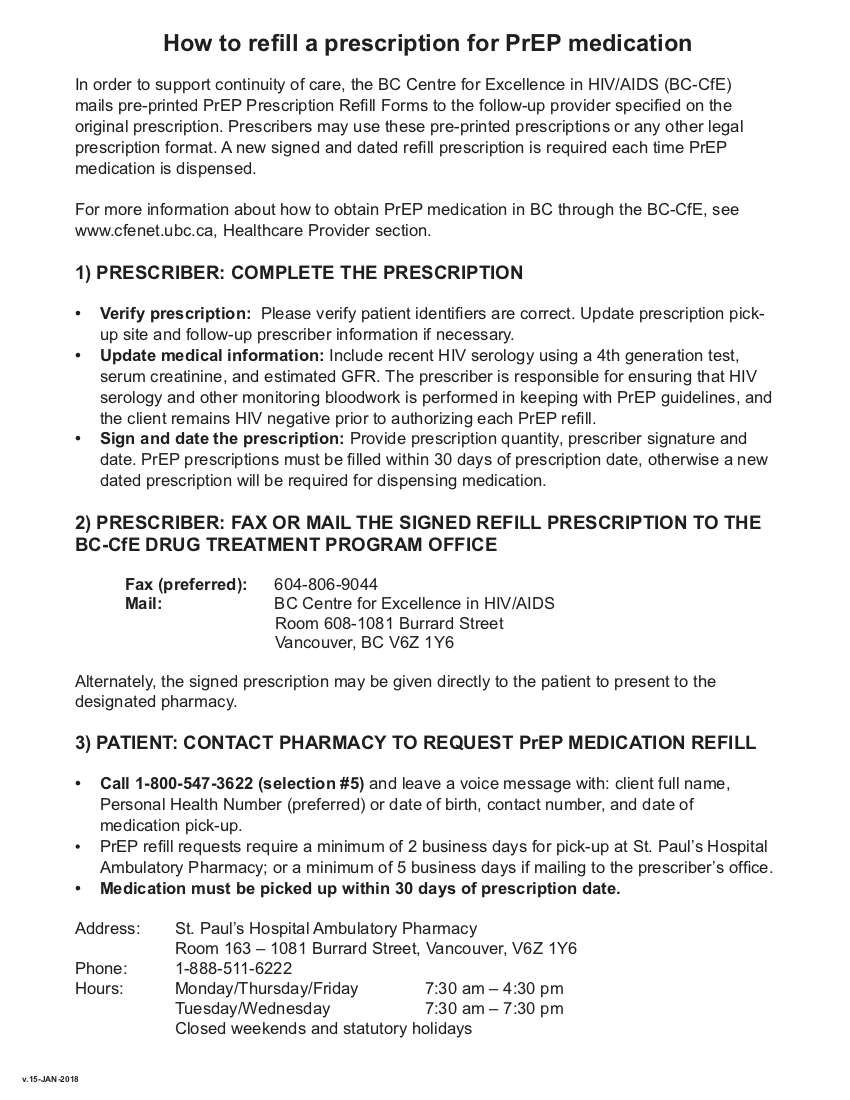 How to refill a prescription for PrEP medication
In order to support continuity of care, the BC Centre for Excellence in HIV/AIDS (BC-CfE)
mails pre-printed PrEP Prescription Refill Forms to the follow-up provider specified on the
original prescription. Prescribers may use these pre-printed prescriptions or any other legal
prescription format. A new signed and dated refill prescription is required each time PrEP
medication is dispensed.
For more information about how to obtain PrEP medication in BC through the BC-CfE, see
www.cfenet.ubc.ca, Healthcare Provider section.
1) PRESCRIBER: COMPLETE THE PRESCRIPTION
• Verify prescription:  Please verify patient identifiers are correct. Update prescription pick-
up site and follow-up prescriber information if necessary.
• Update medical information: Include recent HIV serology using a 4th generation test,
serum creatinine, and estimated GFR. The prescriber is responsible for ensuring that HIV
serology and other monitoring bloodwork is performed in keeping with PrEP guidelines, and
the client remains HIV negative prior to authorizing each PrEP refill.
• Sign and date the prescription: Provide prescription quantity, prescriber signature and
date. PrEP prescriptions must be filled within 30 days of prescription date, otherwise a new
dated prescription will be required for dispensing medication.
2) PRESCRIBER: FAX OR MAIL THE SIGNED REFILL PRESCRIPTION TO THE
BC-CfE DRUG TREATMENT PROGRAM OFFICE
Fax (preferred): 604-806-9044
Mail: BC Centre for Excellence in HIV/AIDS
Room 608-1081 Burrard Street
Vancouver, BC V6Z 1Y6
Alternately, the signed prescription may be given directly to the patient to present to the
designated pharmacy.
3) PATIENT: CONTACT PHARMACY TO REQUEST PrEP MEDICATION REFILL
• Call 1-800-547-3622 (selection #5) and leave a voice message with: client full name,
Personal Health Number (preferred) or date of birth, contact number, and date of
medication pick-up.
• PrEP refill requests require a minimum of 2 business days for pick-up at St. Paul's Hospital
Ambulatory Pharmacy; or a minimum of 5 business days if mailing to the prescriber's office.
• Medication must be picked up within 30 days of prescription date.
Address: St. Paul's Hospital Ambulatory Pharmacy
Room 163 – 1081 Burrard Street, Vancouver, V6Z 1Y6
Phone: 1-888-511-6222
Hours: Monday/Thursday/Friday 7:30 am – 4:30 pm
Tuesday/Wednesday 7:30 am – 7:30 pm
Closed weekends and statutory holidays
v.15-JAN-2018